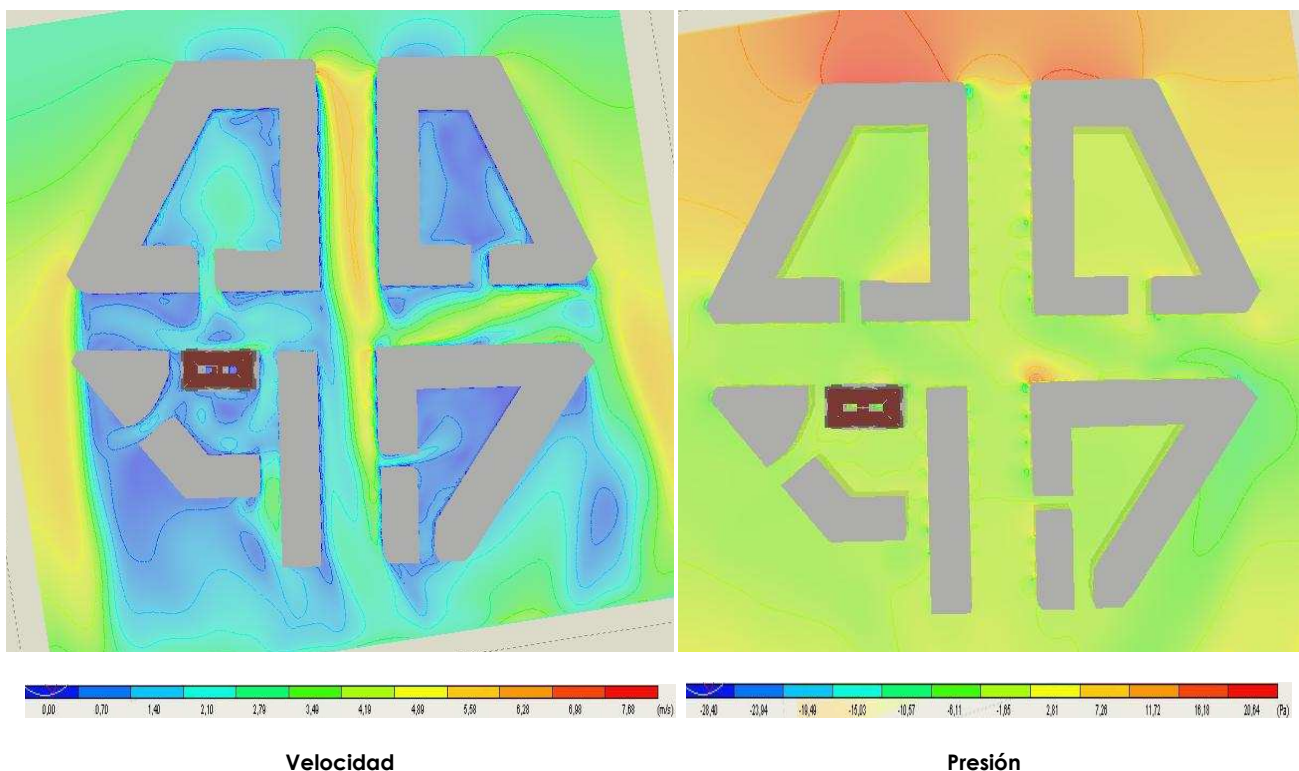 0,00 0,70 1,40 2,10 2,79 3,49 4,19 4,89 5,58 6,28 6,98 7,68 (m/s)
-28,40 -23,94 -19,49 -15,03 -10,57 -6,11 -1,65 2,81 7,26 11,72 16,18 20,64 (Pa)
Velocidad
Presión